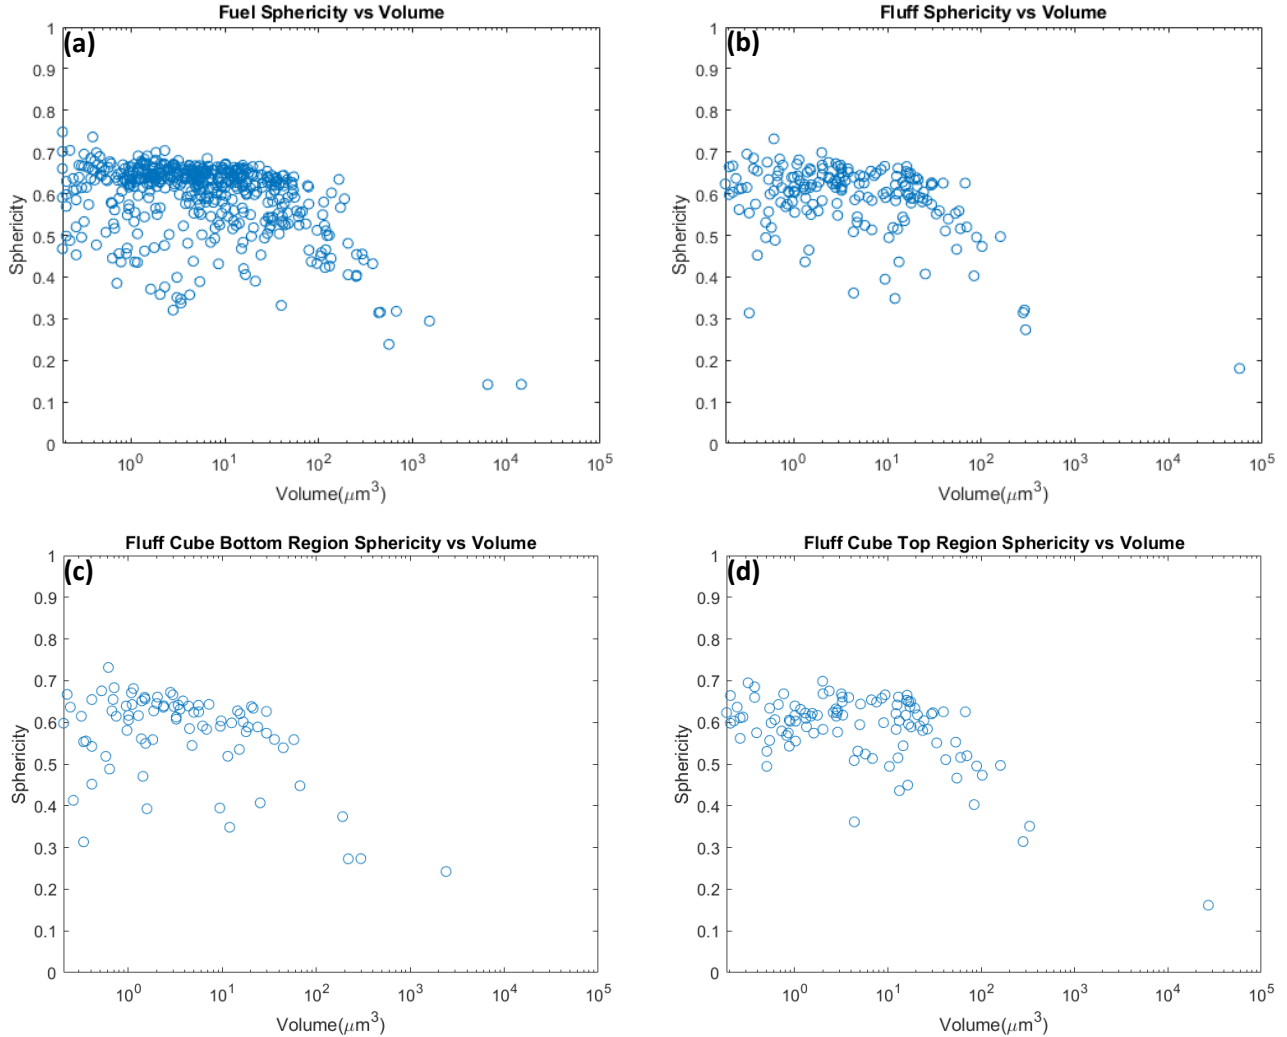 Fuel Sphericity vs Volume
(a)
1
0.9
0.8
0.7
0.6
0.5
0.4
0.3
0.2
0.1
0
Sphericity
10^0 10^1 10^2 10^3 10^4 10^5
Volume(μm^3)
Fluff Sphericity vs Volume
(b)
1
0.9
0.8
0.7
0.6
0.5
0.4
0.3
0.2
0.1
0
Sphericity
10^0 10^1 10^2 10^3 10^4 10^5
Volume(μm^3)
Fluff Cube Bottom Region Sphericity vs Volume
(c)
1
0.9
0.8
0.7
0.6
0.5
0.4
0.3
0.2
0.1
0
Sphericity
10^0 10^1 10^2 10^3 10^4 10^5
Volume(μm^3)
Fluff Cube Top Region Sphericity vs Volume
(d)
1
0.9
0.8
0.7
0.6
0.5
0.4
0.3
0.2
0.1
0
Sphericity
10^0 10^1 10^2 10^3 10^4 10^5
Volume(μm^3)